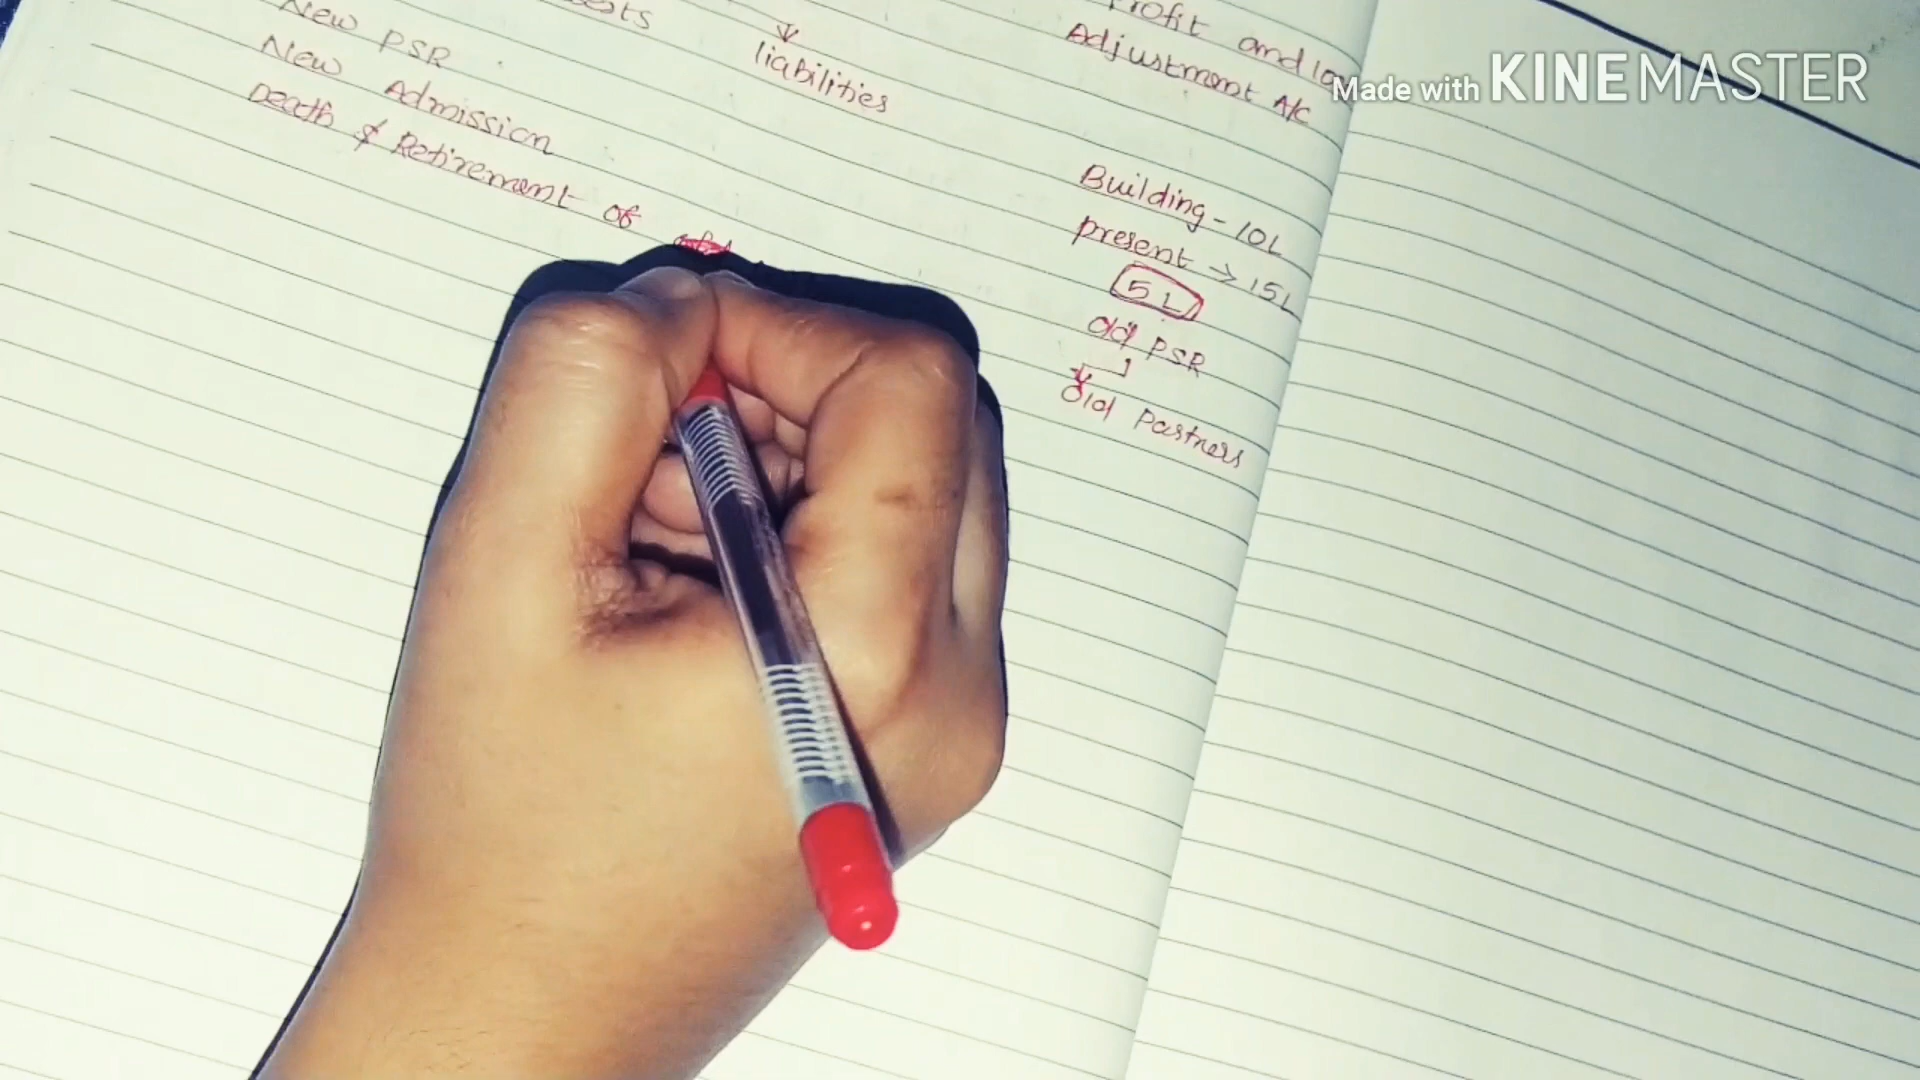 New PSR
New Admission
Death & Retirement of
liabilities
and
Adjustment A/c
Building - 10L
present → 15L
5L
old PSR
old Partners
Made with KINEMASTER